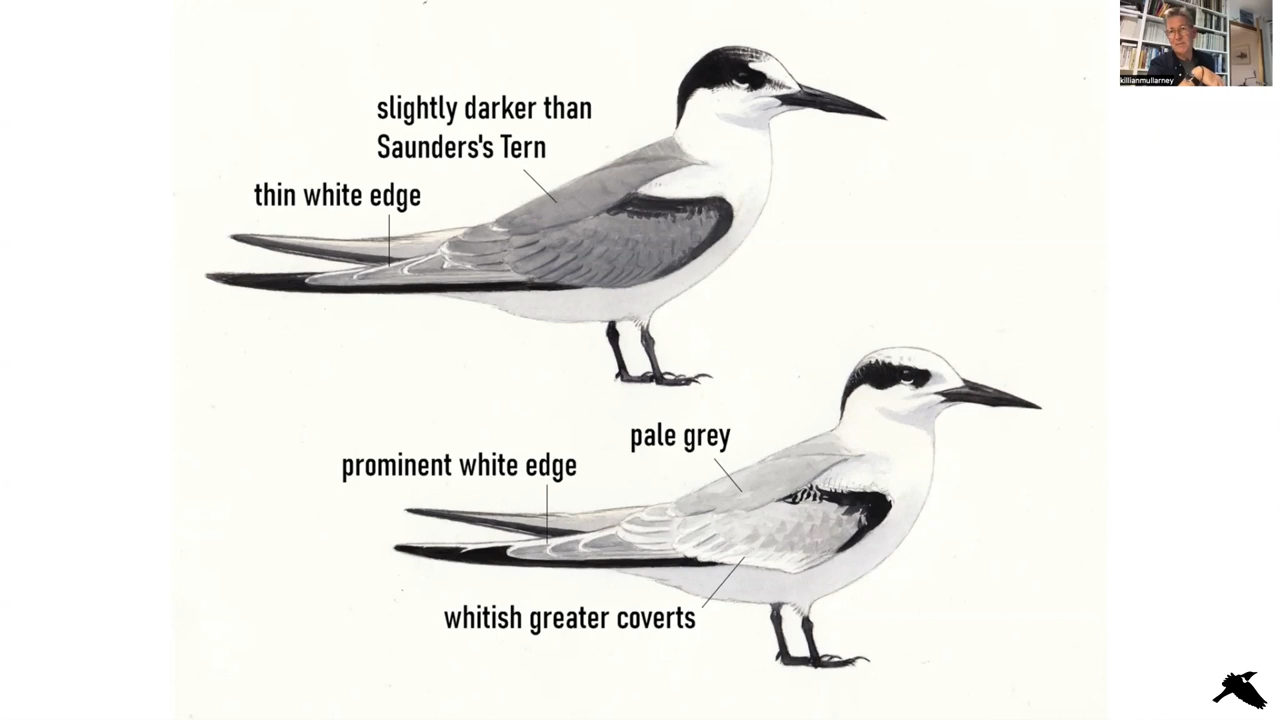 killianmullarney
slightly darker than
Saunders's Tern
thin white edge
pale grey
prominent white edge
whitish greater coverts